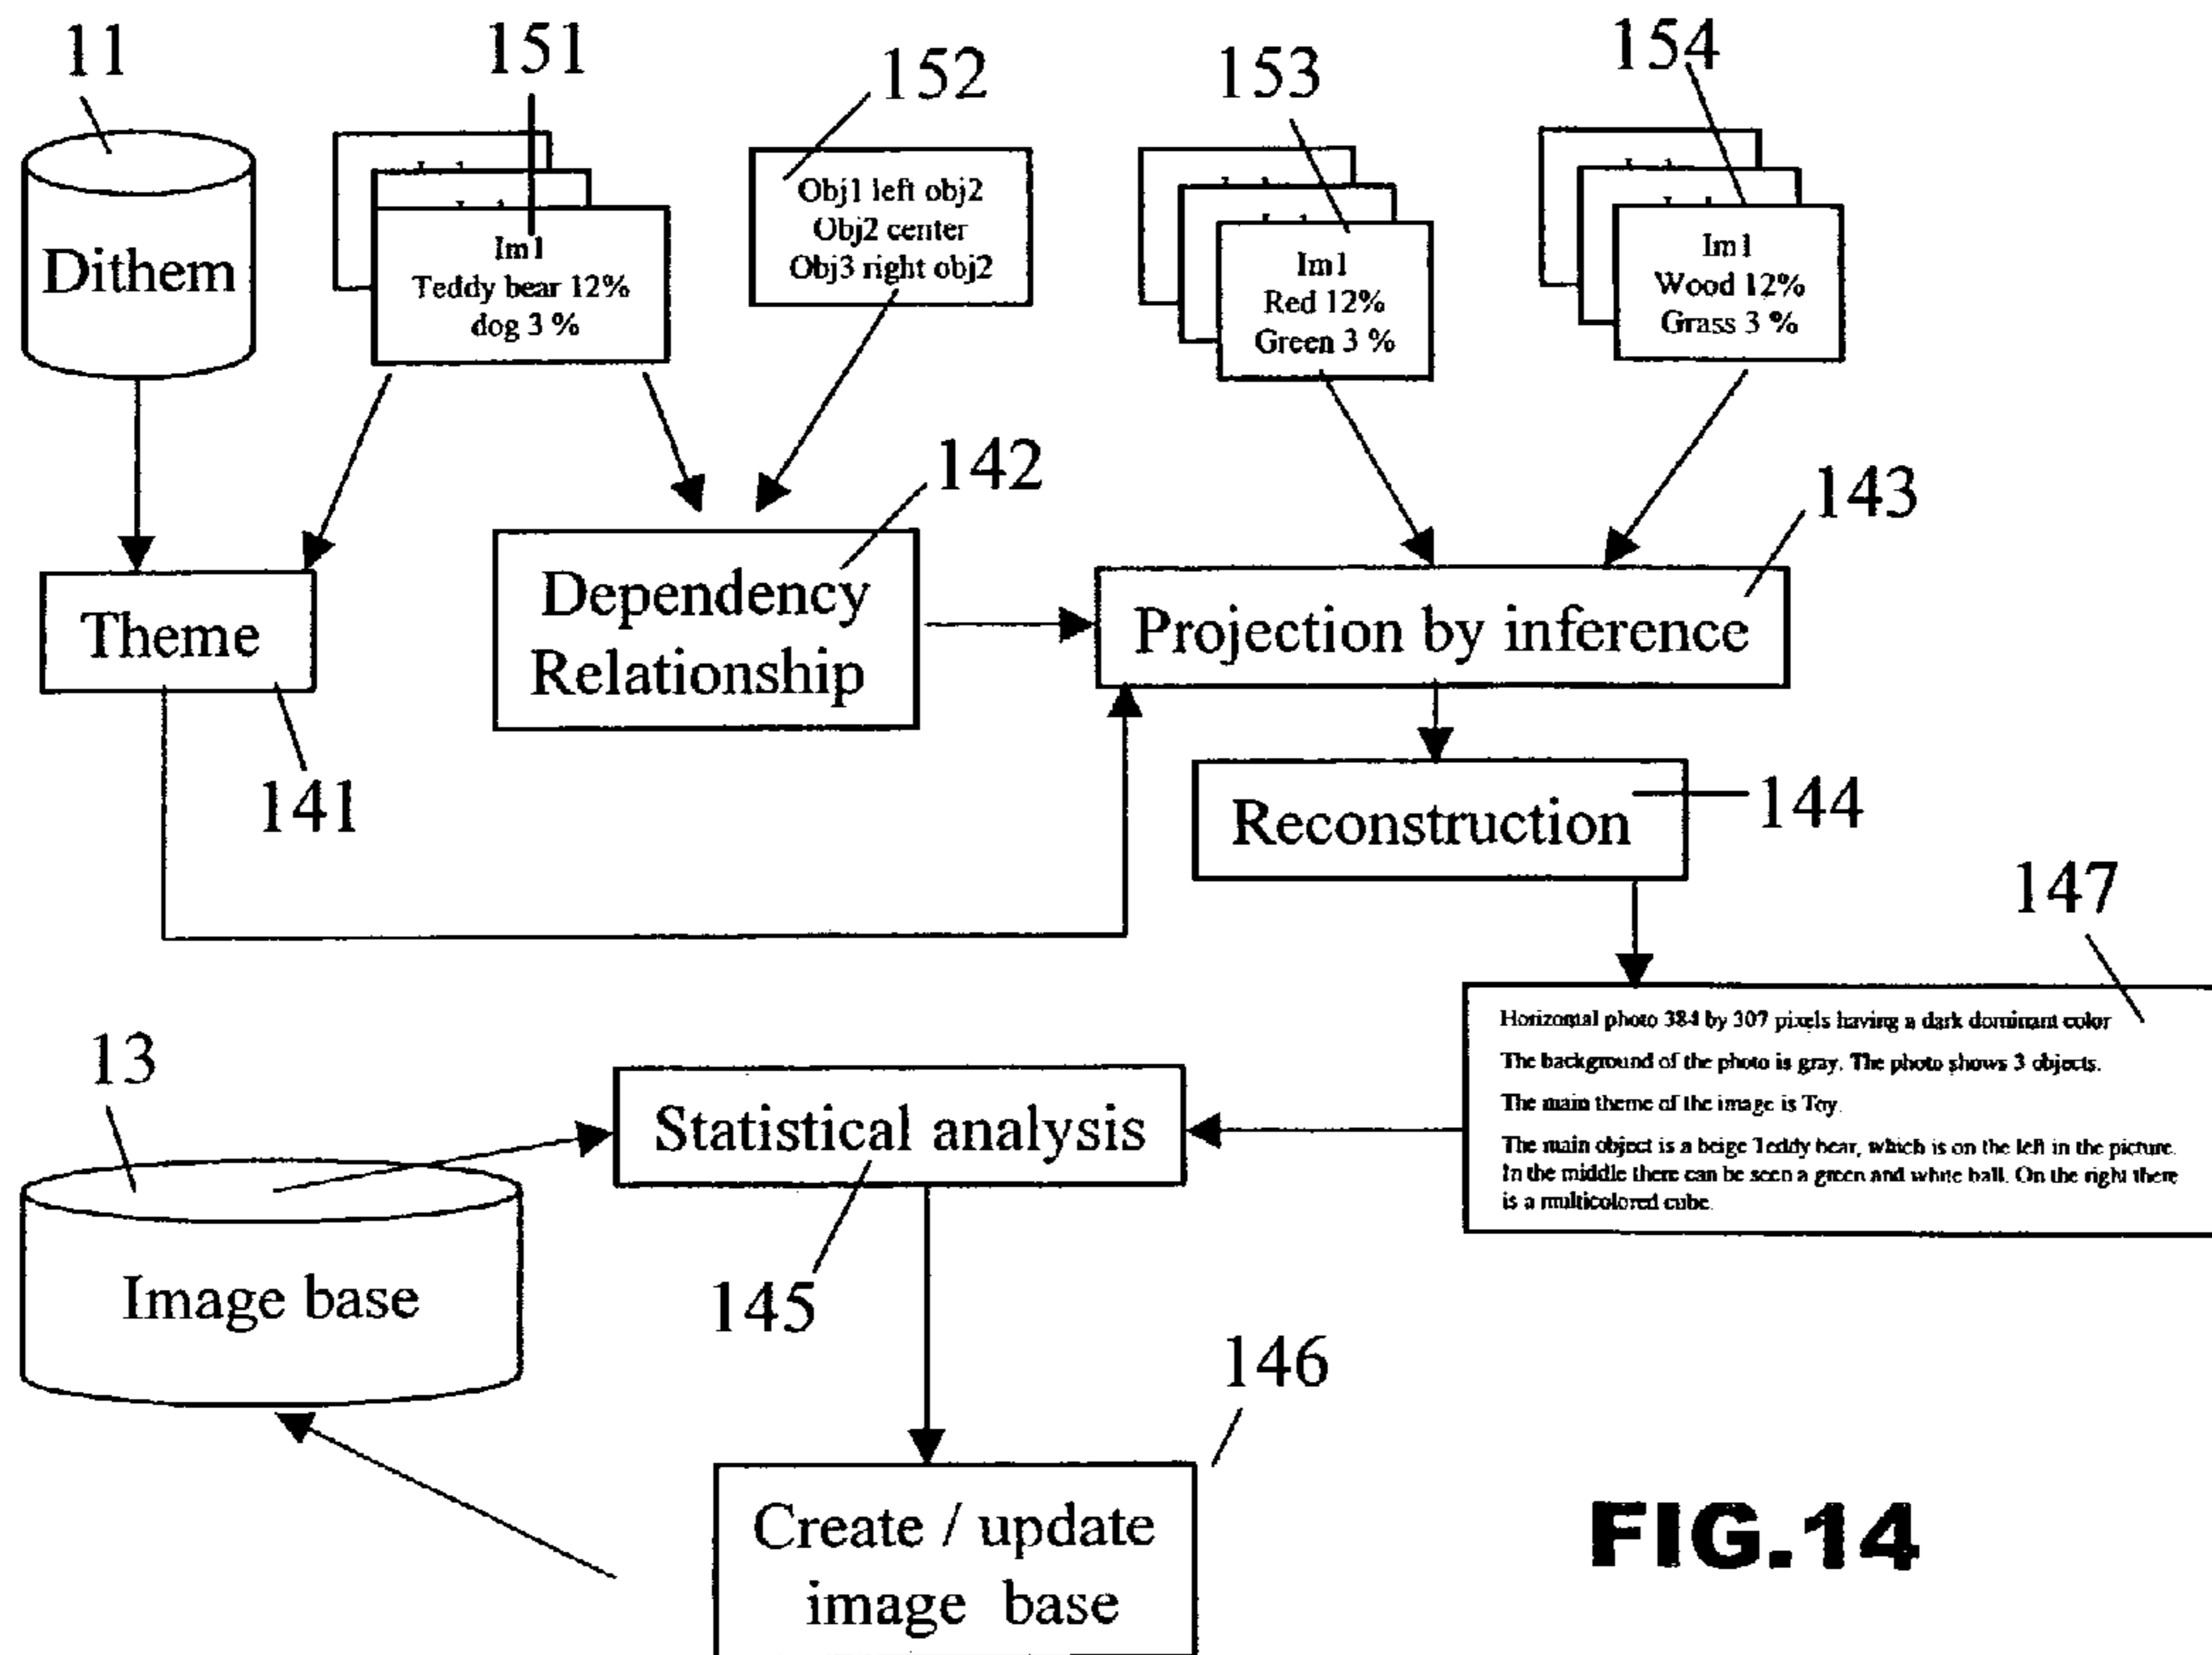 11
151
152
153
154
Dithem
Im1
Teddy bear 12%
dog 3 %
Obj1 left obj2
Obj2 center
Obj3 right obj2
Im1
Red 12%
Green 3 %
Im1
Wood 12%
Grass 3 %
142
143
Theme
Dependency
Relationship
Projection by inference
141
Reconstruction
144
147
Horizontal photo 384 by 307 pixels having a dark dominant color
The background of the photo is gray. The photo shows 3 objects.
The main theme of the image is Toy.
The main object is a beige Teddy bear, which is on the left in the picture.
In the middle there can be seen a green and white ball. On the right there
is a multicolored cube.
13
Statistical analysis
Image base
145
146
Create / update
image base
FIG.14